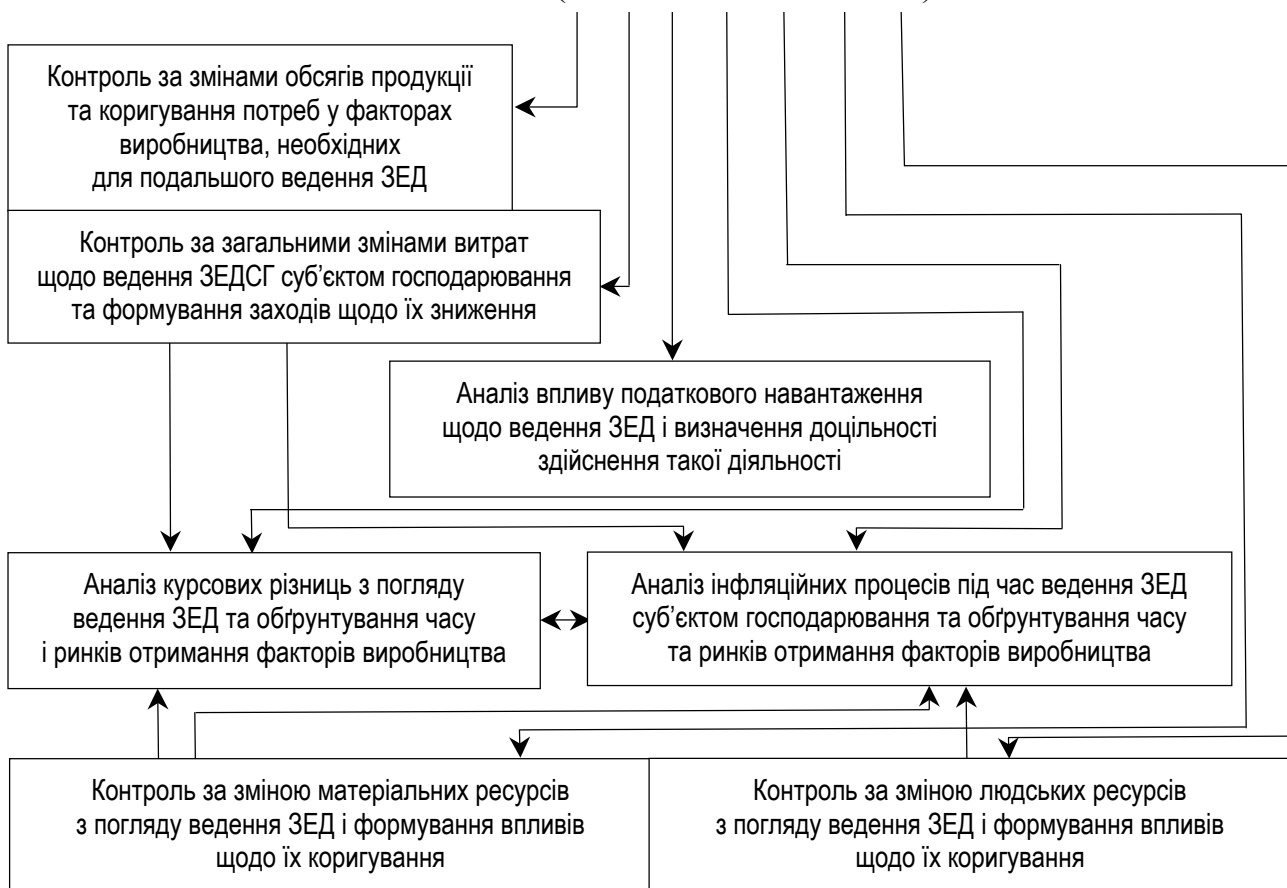 Контроль за змінами обсягів продукції
та коригування потреб у факторах
виробництва, необхідних
для подальшого ведення ЗЕД
Контроль за загальними змінами витрат
щодо ведення ЗЕДСГ суб’єктом господарювання
та формування заходів щодо їх зниження
Аналіз впливу податкового навантаження
щодо ведення ЗЕД і визначення доцільності
здійснення такої діяльності
Аналіз курсових різниць з погляду
ведення ЗЕД та обґрунтування часу
і ринків отримання факторів виробництва
Аналіз інфляційних процесів під час ведення ЗЕД
суб’єктом господарювання та обґрунтування часу
та ринків отримання факторів виробництва
Контроль за зміною матеріальних ресурсів
з погляду ведення ЗЕД і формування впливів
щодо їх коригування
Контроль за зміною людських ресурсів
з погляду ведення ЗЕД і формування впливів
щодо їх коригування